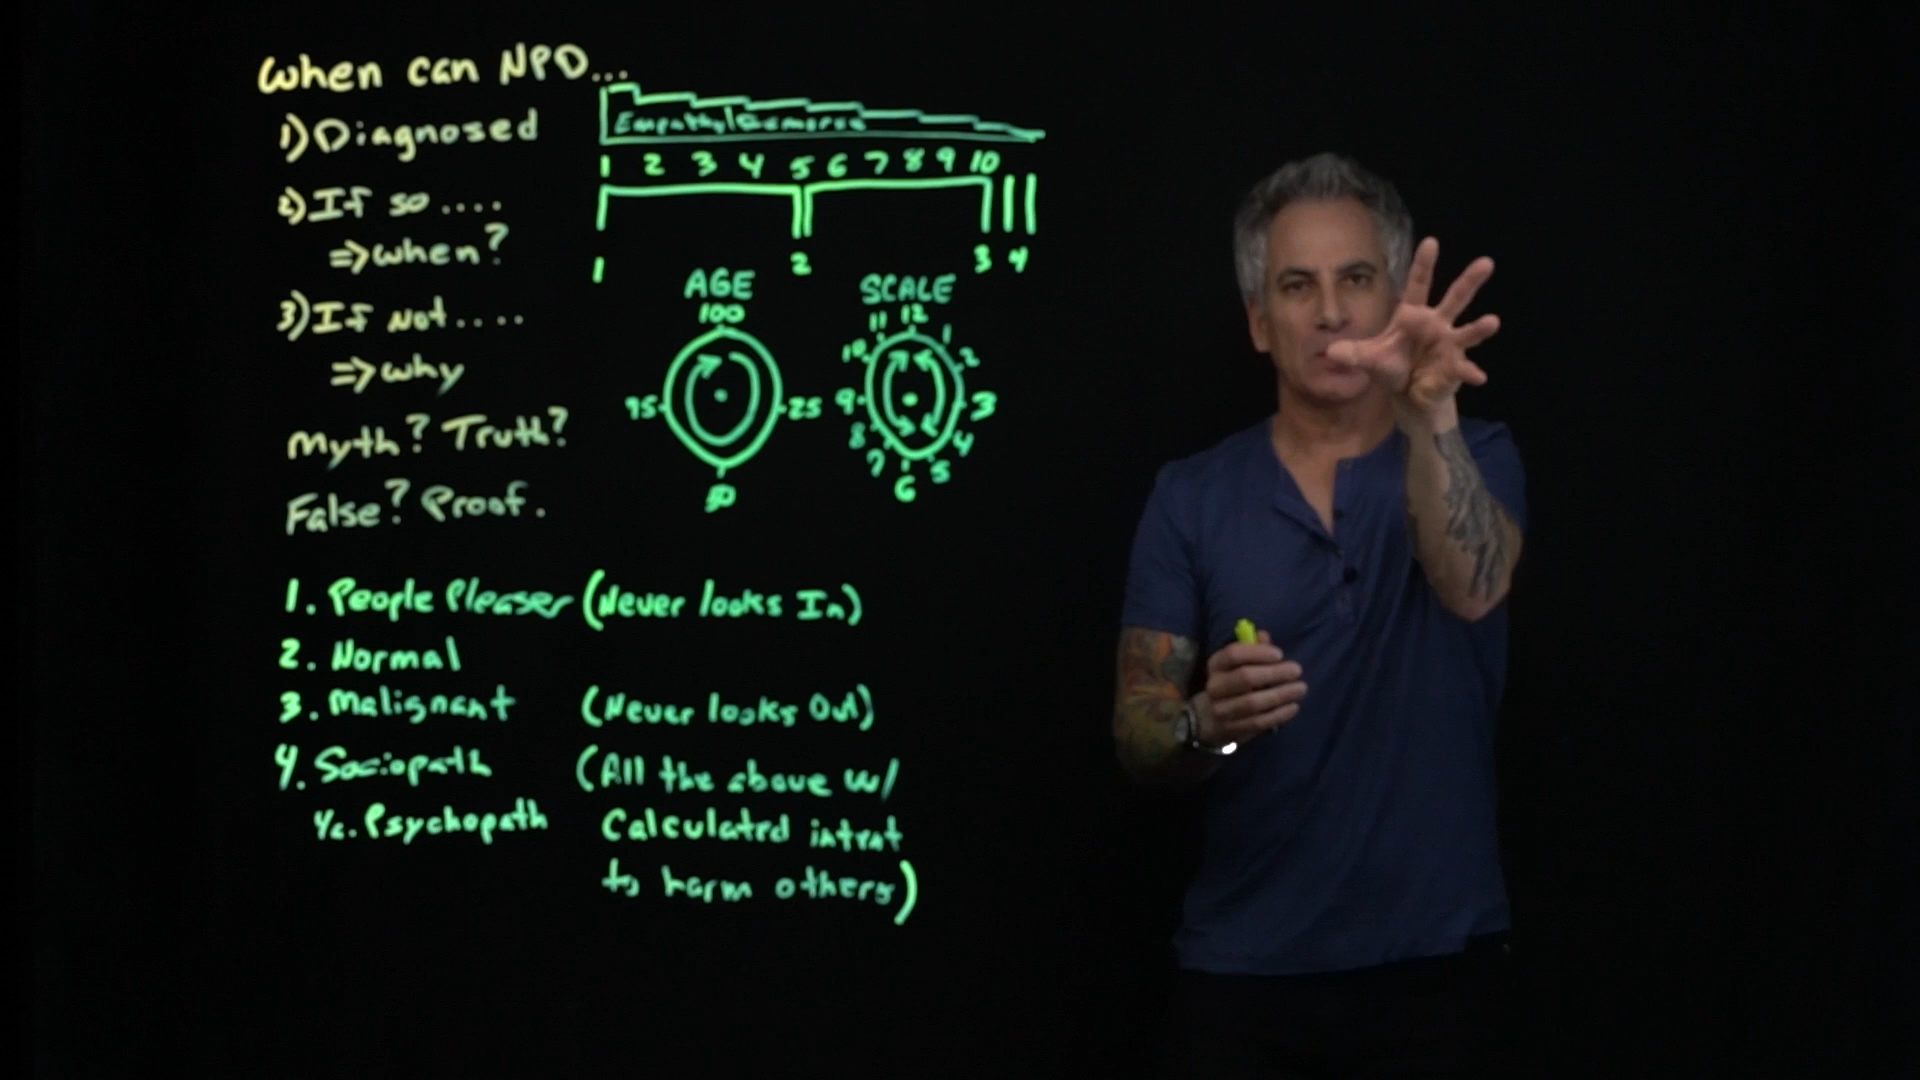 When can NPD...
1) Diagnosed
2) If so ....
=> when?
3) If Not ....
=> why
Myth? Truth?
False? Proof.
Empathy/Remorse
1 2 3 4 5 6 7 8 9 10
1 2 3 4
AGE
100
75 25
50
SCALE
11 12 1
10 2
9 3
8 4
7 6 5
1. People Pleaser (Never looks In)
2. Normal
3. Malignant (Never looks Out)
4. Sociopath (All the above w/
Psychopath Calculated intent
to harm others)